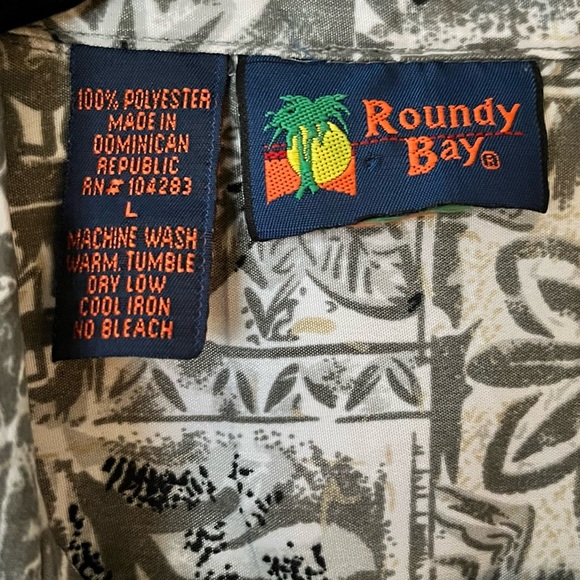 100% POLYESTER
MADE IN
DOMINICAN
REPUBLIC
RN# 104283
L
MACHINE WASH
WARM. TUMBLE
DRY LOW
COOL IRON
NO BLEACH
Roundy
Bay®